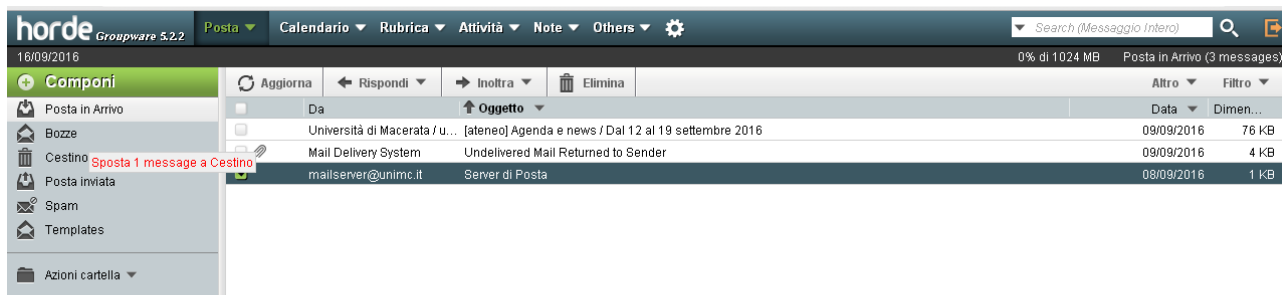 horde Groupware 5.2.2 Posta Calendario Rubrica Attività Note Others Search (Messaggio Intero)
16/09/2016 0% di 1024 MB Posta in Arrivo (3 messages)
Componi Aggiorna Rispondi Inoltra Elimina Altro Filtro
Posta in Arrivo Da Oggetto Data Dimen...
Bozze Università di Macerata / u... [ateneo] Agenda e news / Dal 12 al 19 settembre 2016 09/09/2016 76 KB
Cestino Sposta 1 message a Cestino Mail Delivery System Undelivered Mail Returned to Sender 09/09/2016 4 KB
Posta inviata mailserver@unimc.it Server di Posta 08/09/2016 1 KB
Spam
Templates
Azioni cartella